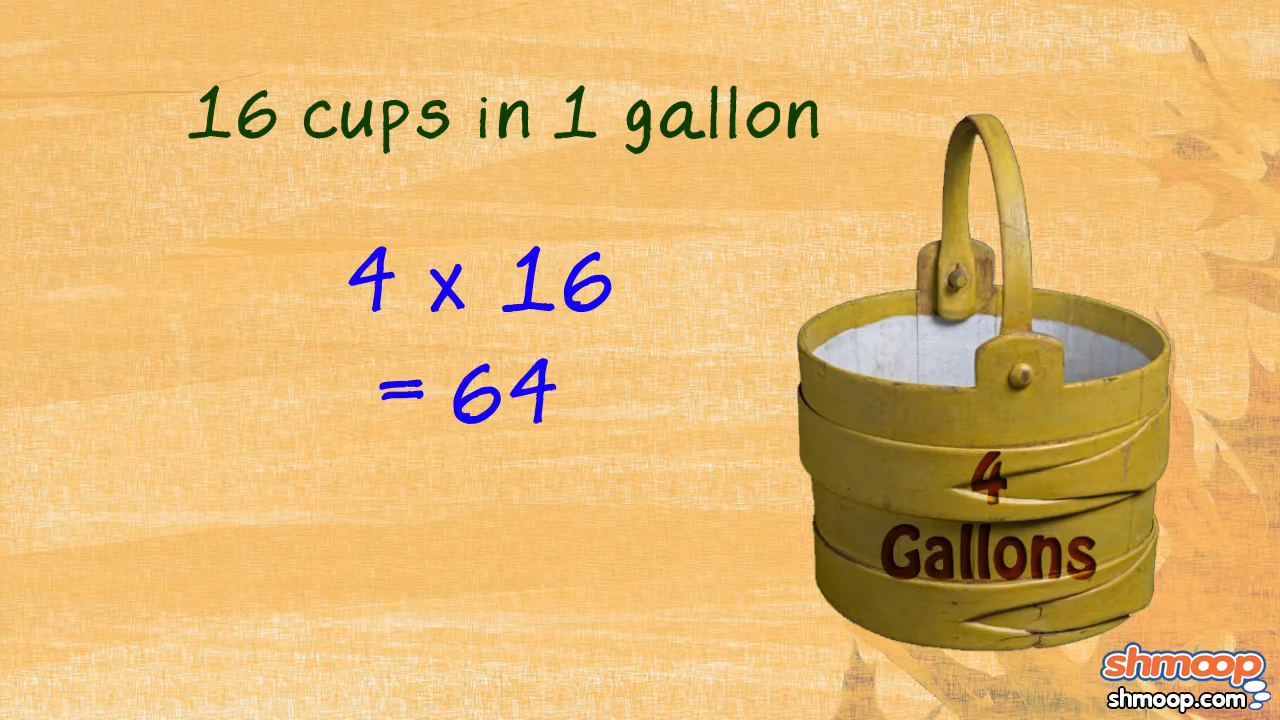 16 cups in 1 gallon
4 x 16
= 64
4
Gallons
shmoop
shmoop.com